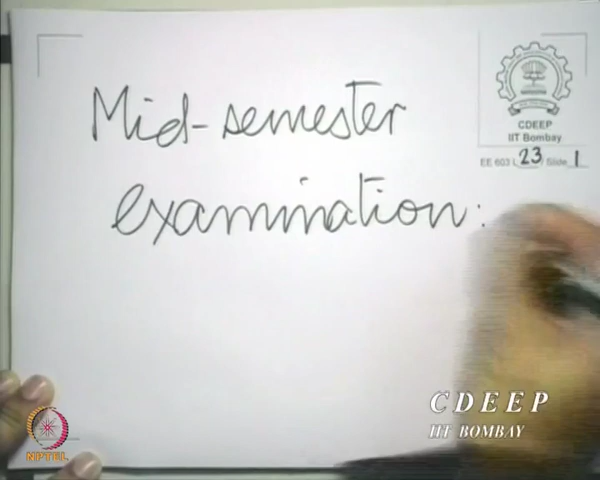 CDEEP
IIT Bombay
EE 603 L 23 / Slide 1
Mid-semester
examination:
CDEEP
IIT BOMBAY
NPTEL